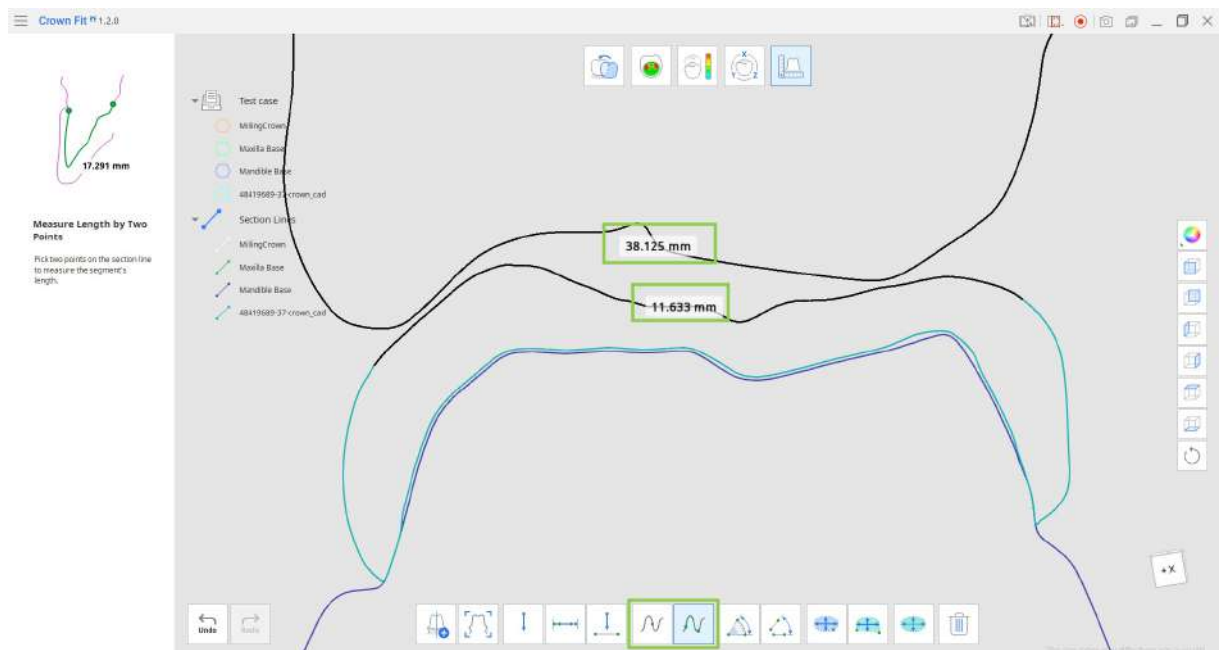 Crown Fit 1.2.0
17.291 mm
Measure Length by Two
Points
Pick two points on the section line
to measure the segment's
length.
Test case
MillingCrown
Maxilla Base
Mandible Base
48419689-37-crown_cad
Section Lines
MillingCrown
Maxilla Base
Mandible Base
48419689-37-crown_cad
X
Y
Z
38.125 mm
11.633 mm
+X
Undo
Redo